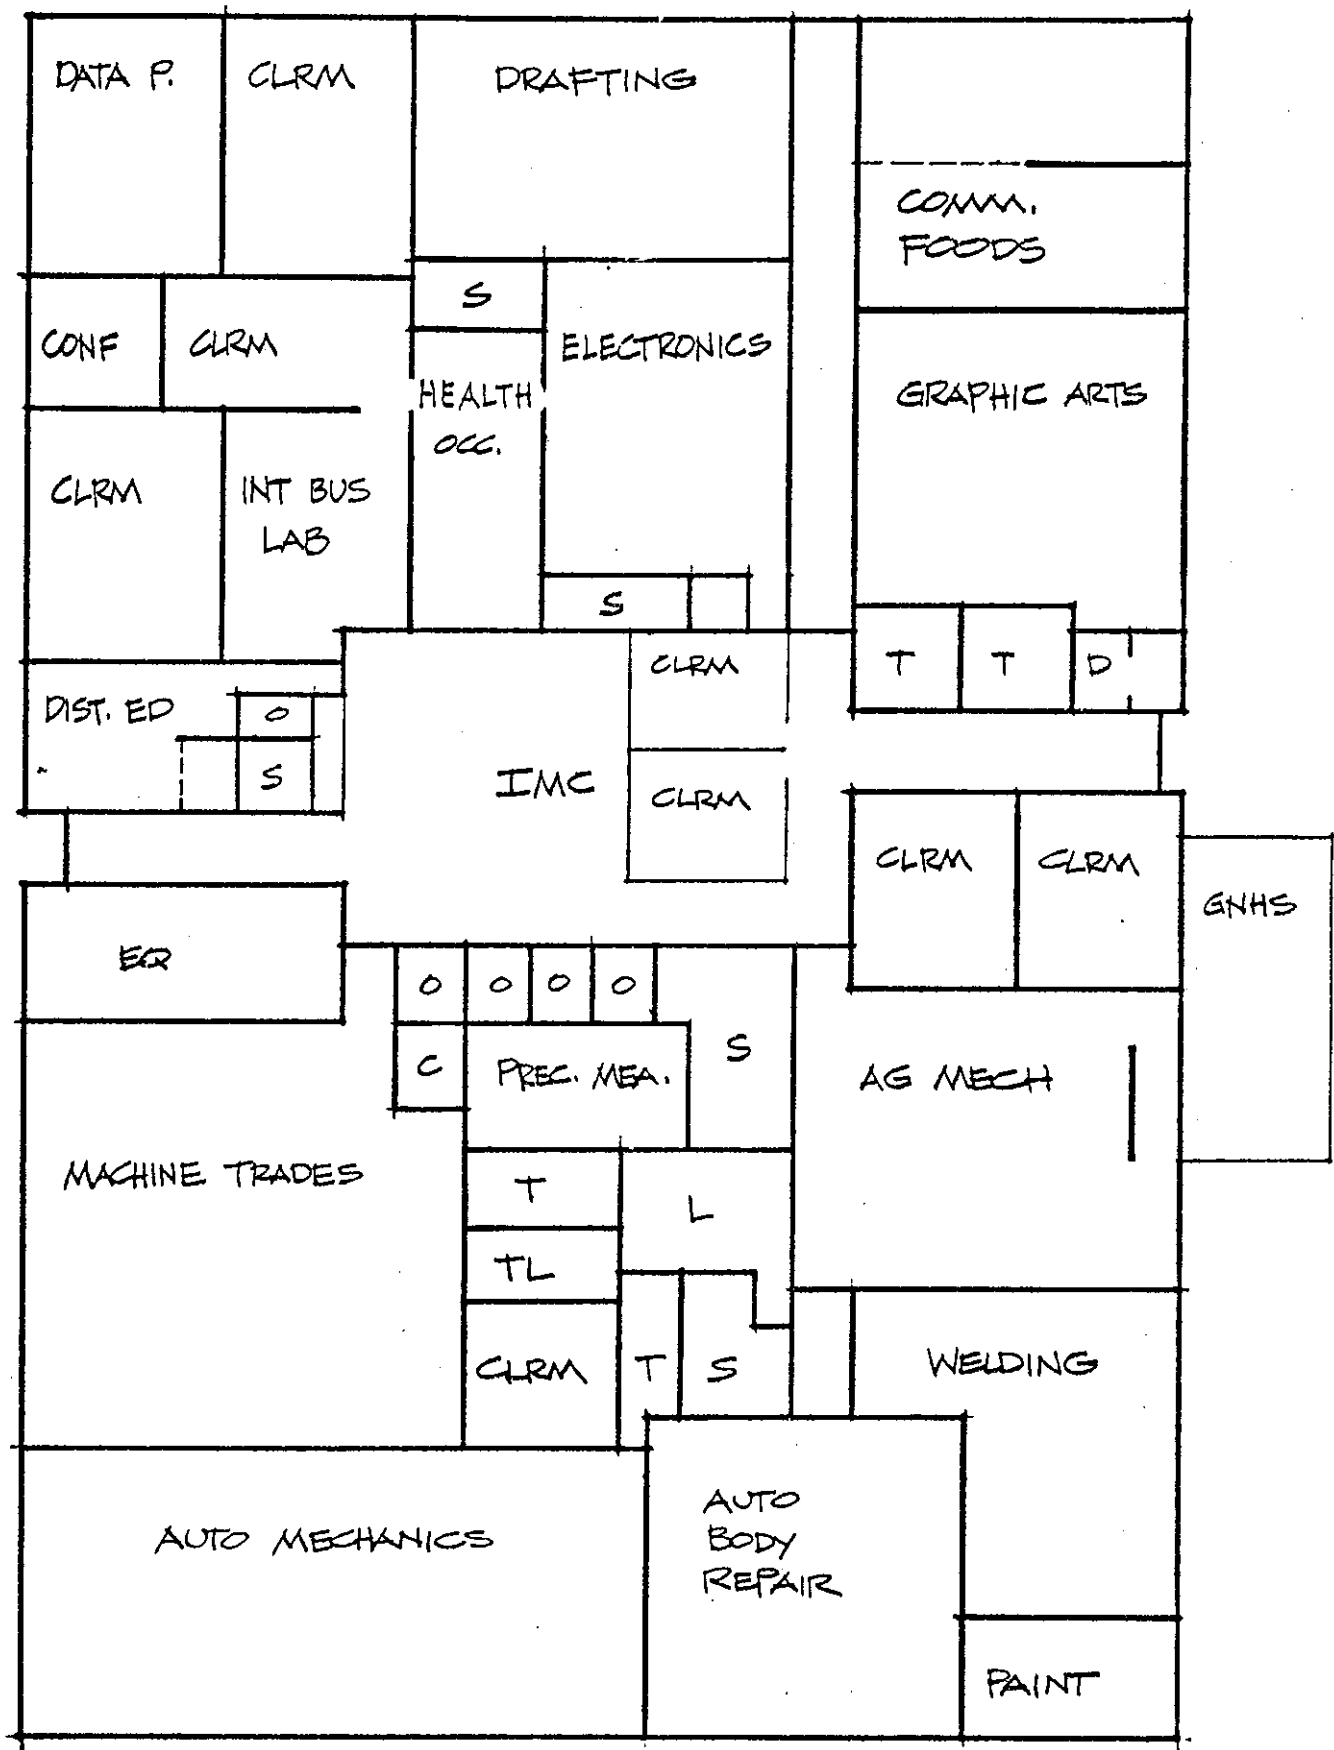 DATA P.
CLRM
DRAFTING
COMM.
FOODS
S
CONF
CLRM
ELECTRONICS
HEALTH
OCC.
GRAPHIC ARTS
CLRM
INT BUS
LAB
S
CLRM
T
T
D
DIST. ED
O
S
IMC
CLRM
CLRM
CLRM
GNHS
EQ
O
O
O
O
S
C
PREC. MEA.
AG MECH
MACHINE TRADES
T
L
TL
CLRM
T
S
WELDING
AUTO MECHANICS
AUTO
BODY
REPAIR
PAINT